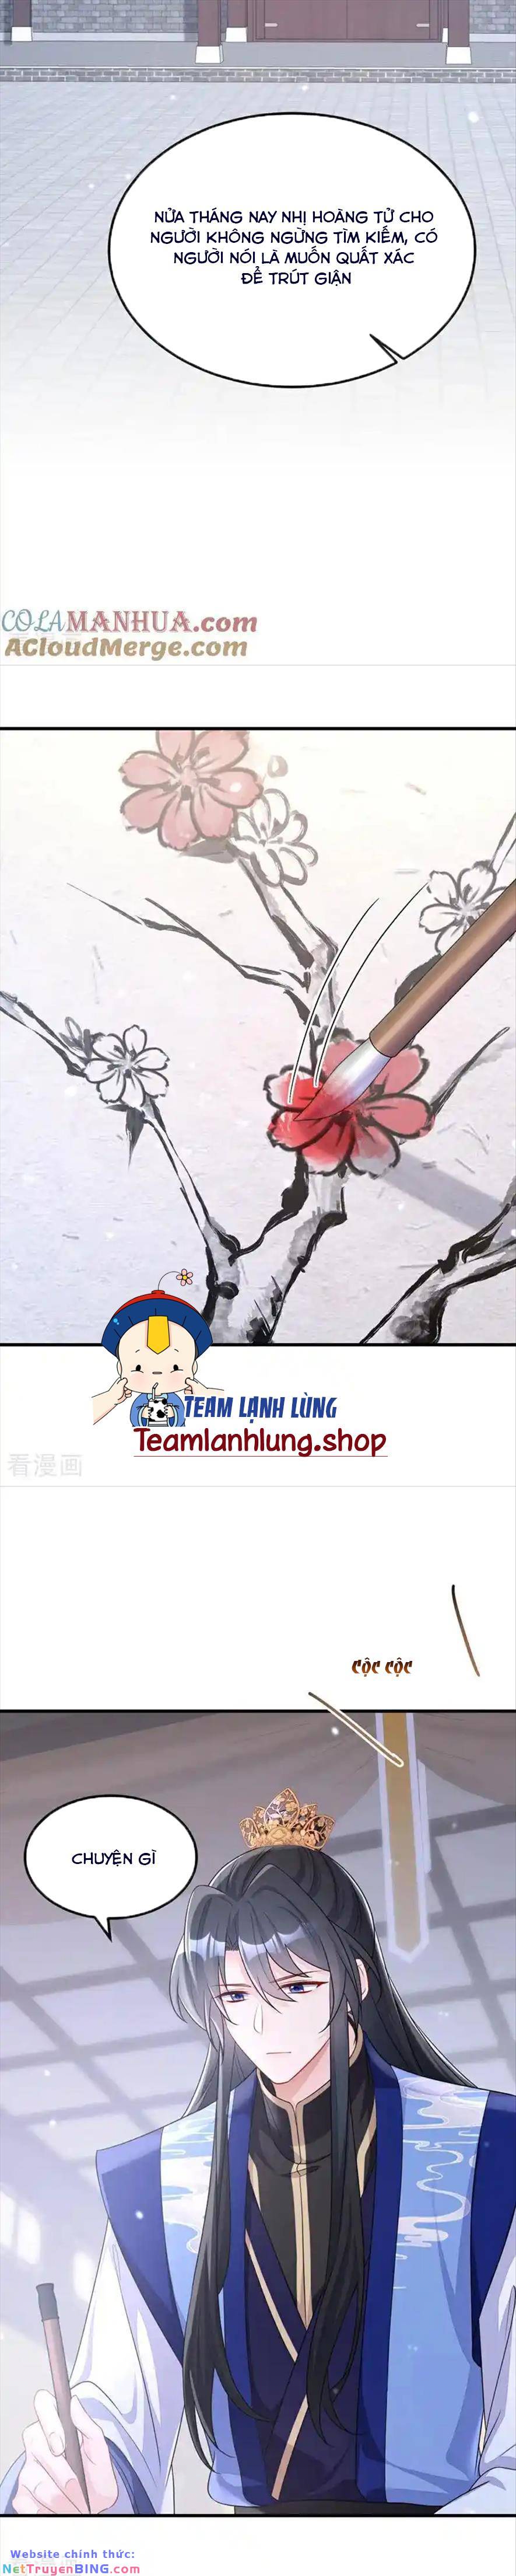 NỬA THÁNG NAY NHỊ HOÀNG TỬ CHO
NGƯỜI KHÔNG NGỪNG TÌM KIẾM, CÓ
NGƯỜI NÓI LÀ MUỐN QUẤT XÁC
ĐỂ TRÚT GIẬN
COLAMANHUA.com
ACloudMerge.com
TEAM LẠNH LÙNG
Teamlanhlung.shop
看漫画
CỘC CỘC
CHUYỆN GÌ
Website chính thức:
NetTruyenBING.com